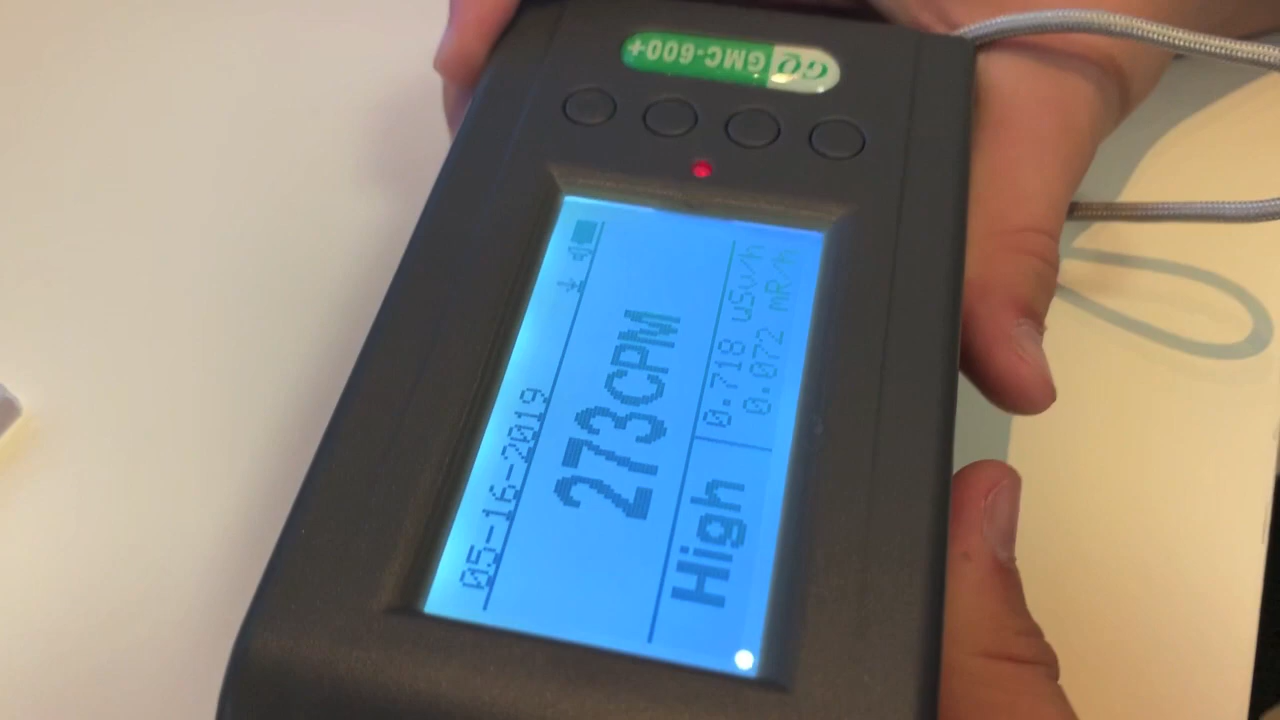 GQ GMC-600+
05-16-2019
273CPM
High
0.718 uSv/h
0.072 mR/h